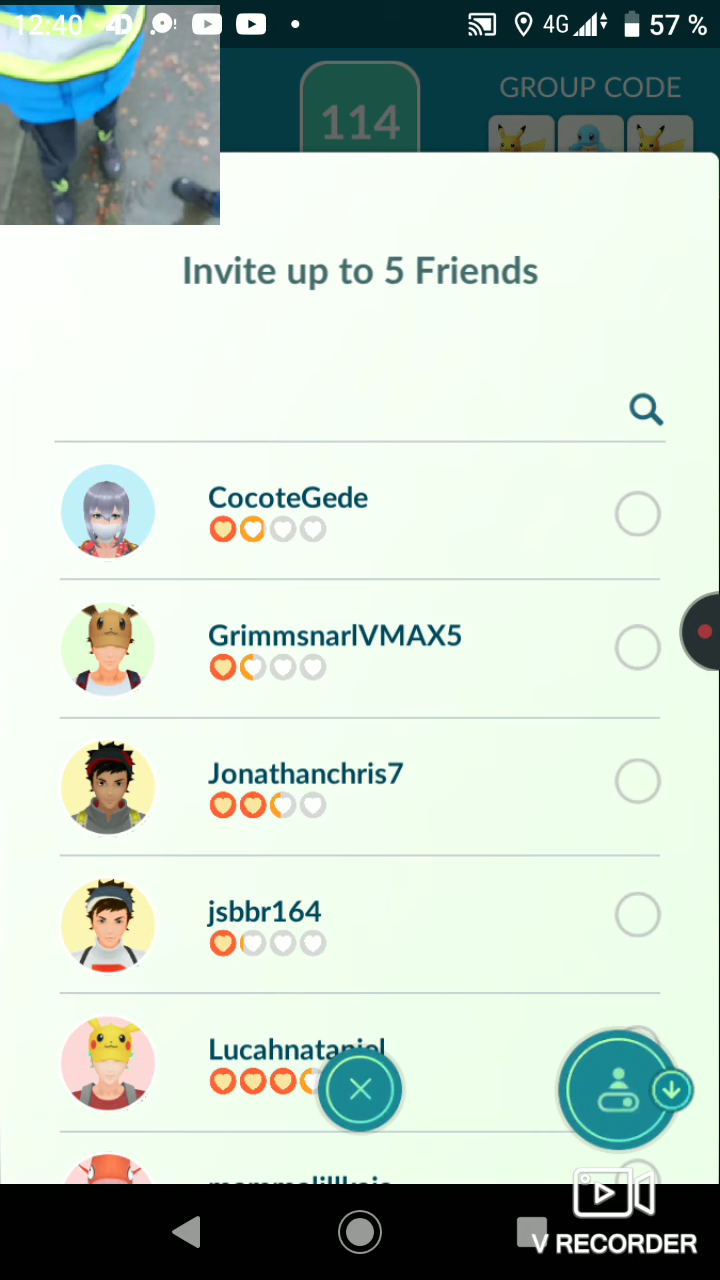 12:40
4G
57 %
114
GROUP CODE
Invite up to 5 Friends
CocoteGede
GrimmsnarlVMAX5
Jonathanchris7
jsbbr164
V RECORDER